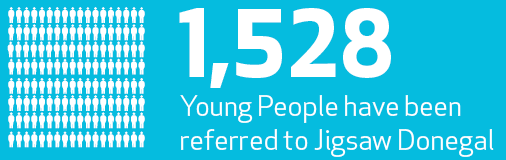 1,528
Young People have been
referred to Jigsaw Donegal